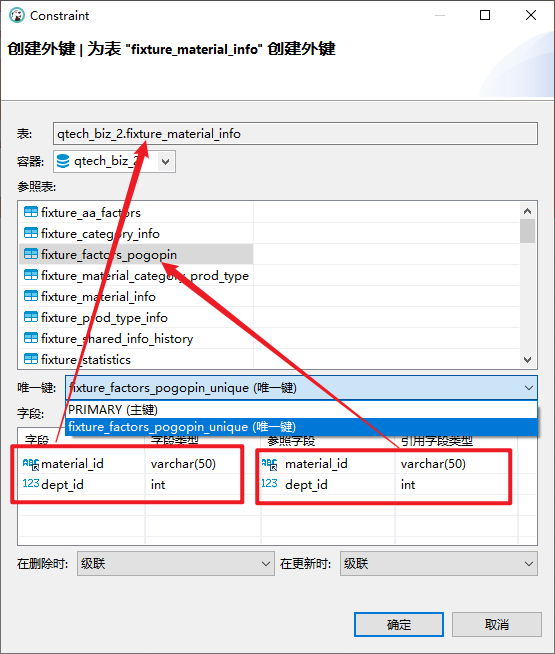 Constraint
创建外键 | 为表 "fixture_material_info" 创建外键
表: qtech_biz_2.fixture_material_info
容器: qtech_biz_2
参照表:
fixture_aa_factors
fixture_category_info
fixture_factors_pogopin
fixture_material_category_prod_type
fixture_material_info
fixture_prod_type_info
fixture_shared_info_history
fixture_statistics
唯一键: fixture_factors_pogopin_unique (唯一键)
PRIMARY (主键)
字段: fixture_factors_pogopin_unique (唯一键)
字段 字段类型 参照字段 引用字段类型
ABC material_id varchar(50) ABC material_id varchar(50)
123 dept_id int 123 dept_id int
在删除时: 级联 在更新时: 级联
确定 取消